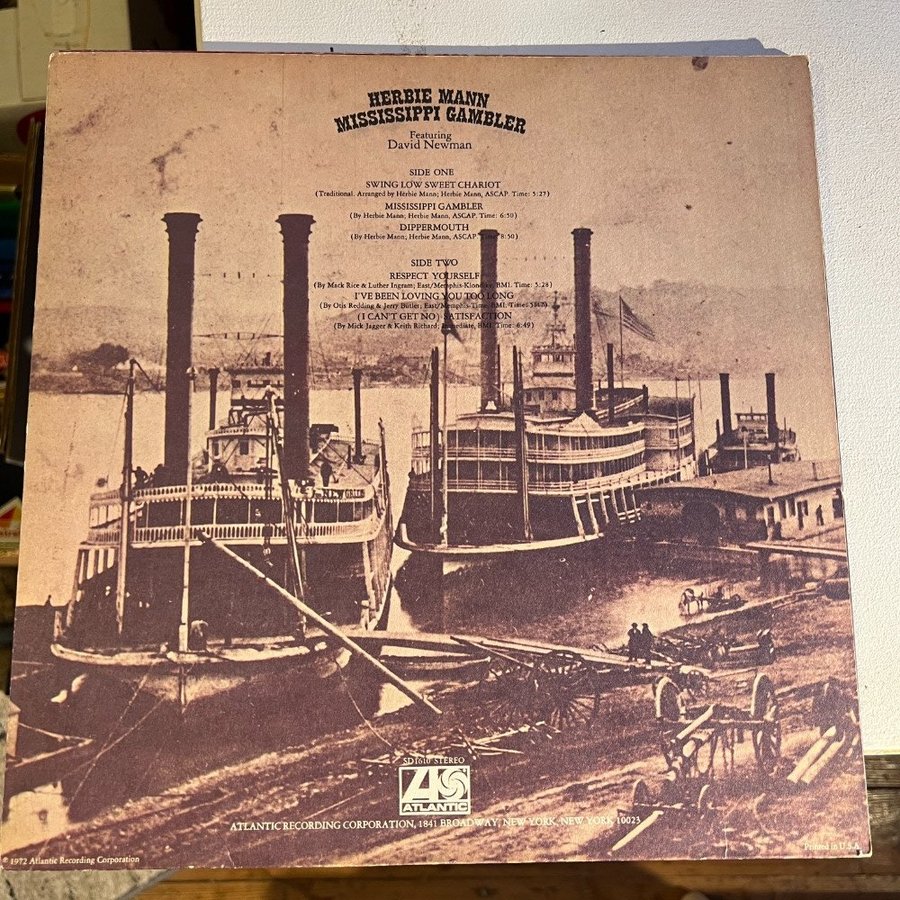 HERBIE MANN
MISSISSIPPI GAMBLER
Featuring
David Newman
SIDE ONE
SWING LOW SWEET CHARIOT
(Traditional. Arranged by Herbie Mann; Herbie Mann, ASCAP. Time: 5:27)
MISSISSIPPI GAMBLER
(By Herbie Mann; Herbie Mann, ASCAP. Time: 6:50)
DIPPERMOUTH
(By Herbie Mann; Herbie Mann, ASCAP. Time: 8:50)
SIDE TWO
RESPECT YOURSELF
(By Mack Rice & Luther Ingram; East/Memphis-Klondike, BMI. Time: 5:28)
I'VE BEEN LOVING YOU TOO LONG
(By Otis Redding & Jerry Butler; East/Memphis-Time, BMI. Time:
(I CAN'T GET NO) SATISFACTION
(By Mick Jagger & Keith Richard; Immediate, BMI. Time: 6:49)
SD1610 STEREO
ATLANTIC
ATLANTIC RECORDING CORPORATION, 1841 BROADWAY, NEW YORK, NEW YORK 10023
℗ 1972 Atlantic Recording Corporation
Printed in U.S.A.